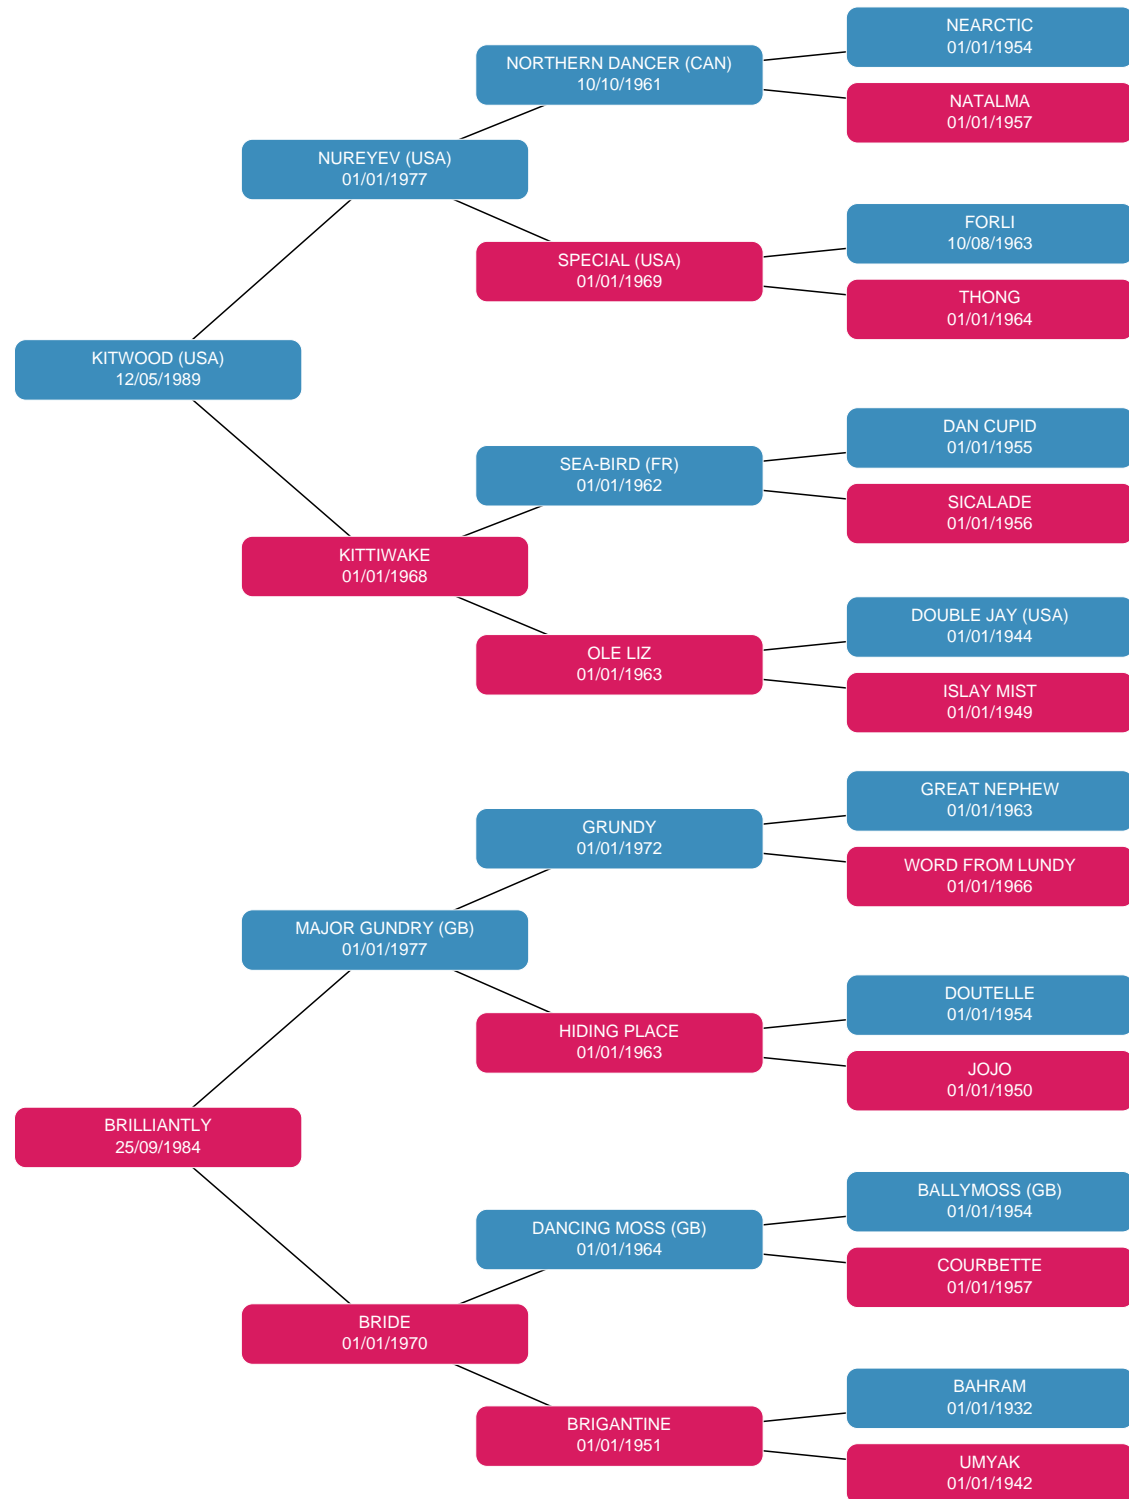 NEARCTIC
01/01/1954
NORTHERN DANCER (CAN)
10/10/1961
NATALMA
01/01/1957
NUREYEV (USA)
01/01/1977
FORLI
10/08/1963
SPECIAL (USA)
01/01/1969
THONG
01/01/1964
KITWOOD (USA)
12/05/1989
DAN CUPID
01/01/1955
SEA-BIRD (FR)
01/01/1962
SICALADE
01/01/1956
KITTIWAKE
01/01/1968
DOUBLE JAY (USA)
01/01/1944
OLE LIZ
01/01/1963
ISLAY MIST
01/01/1949
GREAT NEPHEW
01/01/1963
GRUNDY
01/01/1972
WORD FROM LUNDY
01/01/1966
MAJOR GUNDRY (GB)
01/01/1977
DOUTELLE
01/01/1954
HIDING PLACE
01/01/1963
JOJO
01/01/1950
BRILLIANTLY
25/09/1984
BALLYMOSS (GB)
01/01/1954
DANCING MOSS (GB)
01/01/1964
COURBETTE
01/01/1957
BRIDE
01/01/1970
BAHRAM
01/01/1932
BRIGANTINE
01/01/1951
UMYAK
01/01/1942